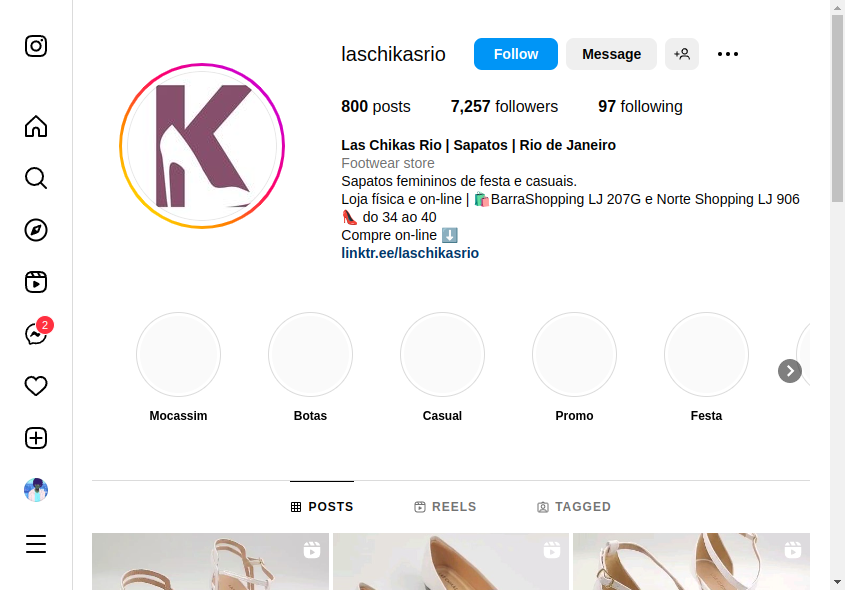 laschikasrio
Follow
Message
800 posts
7,257 followers
97 following
Las Chikas Rio | Sapatos | Rio de Janeiro
Footwear store
Sapatos femininos de festa e casuais.
Loja física e on-line | 🛍️BarraShopping LJ 207G e Norte Shopping LJ 906
👠 do 34 ao 40
Compre on-line ⬇️
linktr.ee/laschikasrio
2
Mocassim
Botas
Casual
Promo
Festa
POSTS
REELS
TAGGED